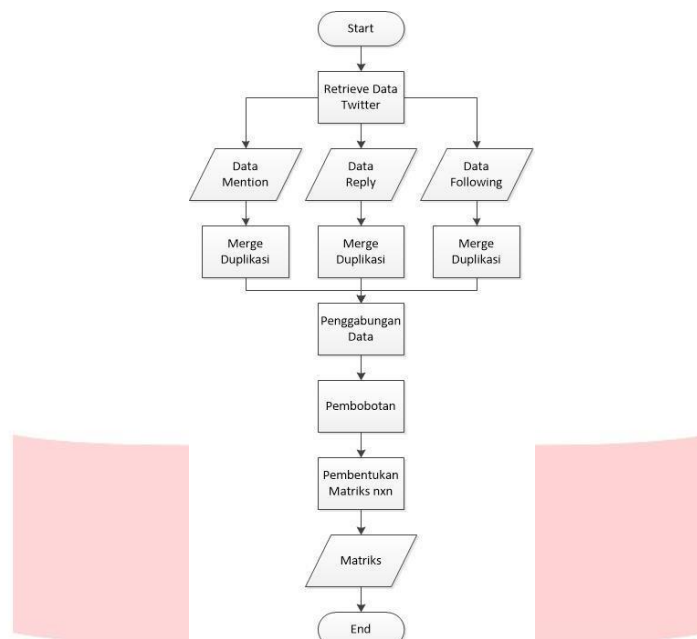 Start
Retrieve Data
Twitter
Data
Mention
Data
Reply
Data
Following
Merge
Duplikasi
Merge
Duplikasi
Merge
Duplikasi
Penggabungan
Data
Pembobotan
Pembentukan
Matriks nxn
Matriks
End